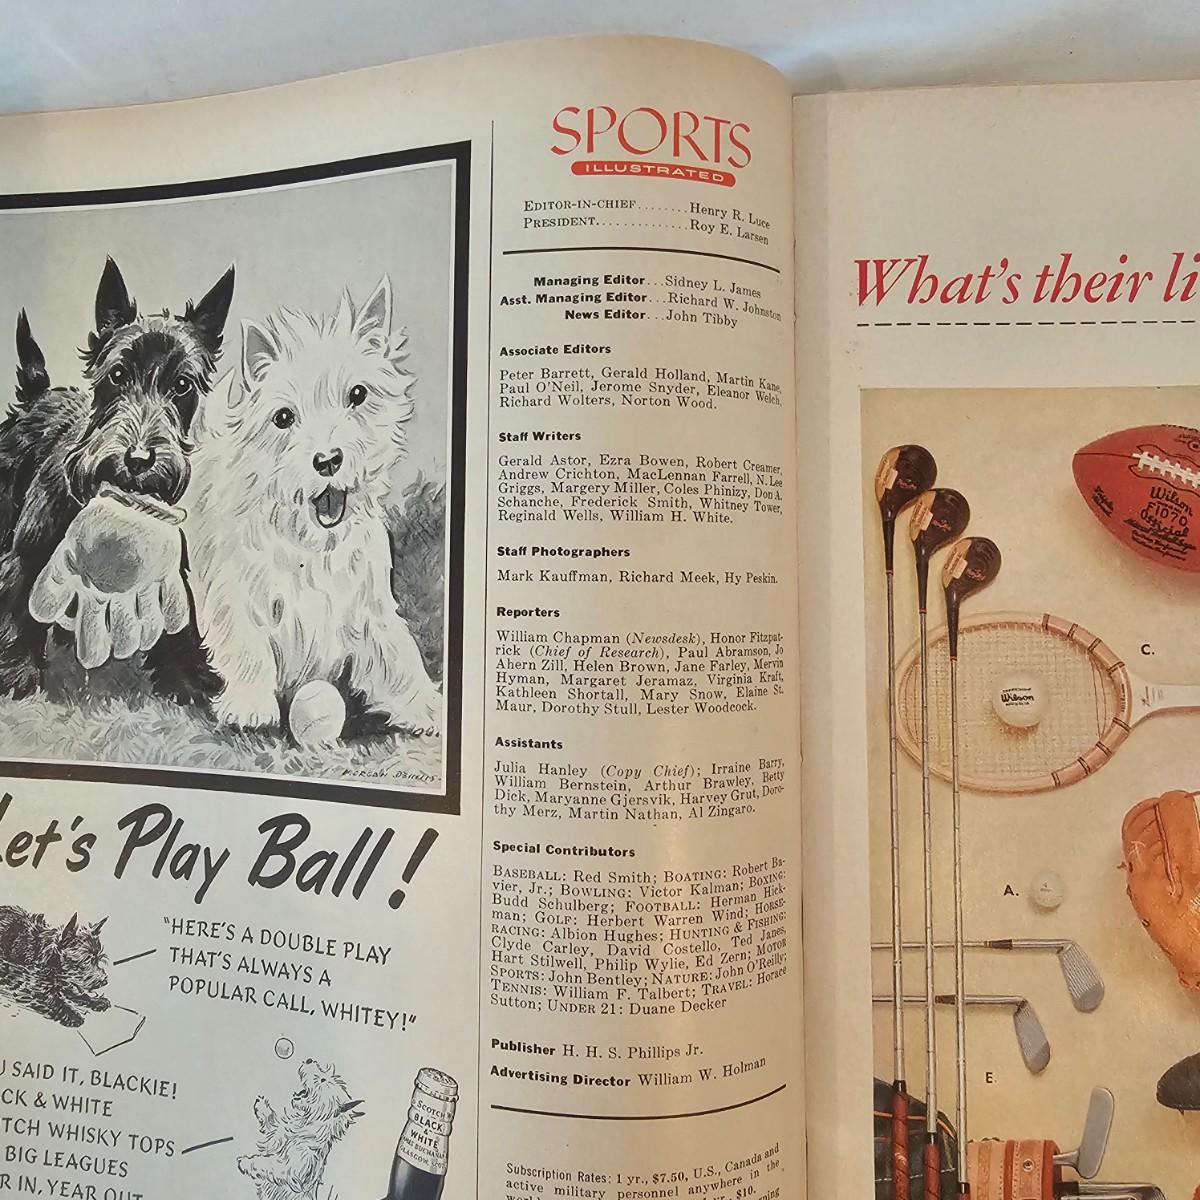 SPORTS
ILLUSTRATED
EDITOR-IN-CHIEF........Henry R. Luce
PRESIDENT.............Roy E. Larsen
Managing Editor...Sidney L. James
Asst. Managing Editor...Richard W. Johnston
News Editor...John Tibby
Associate Editors
Peter Barrett, Gerald Holland, Martin Kane,
Paul O'Neil, Jerome Snyder, Eleanor Welch,
Richard Wolters, Norton Wood.
Staff Writers
Gerald Astor, Ezra Bowen, Robert Creamer,
Andrew Crichton, MacLennan Farrell, N. Lee
Griggs, Margery Miller, Coles Phinizy, Don A.
Schanche, Frederick Smith, Whitney Tower,
Reginald Wells, William H. White.
Staff Photographers
Mark Kauffman, Richard Meek, Hy Peskin.
Reporters
William Chapman (Newsdesk), Honor Fitzpat-
rick (Chief of Research), Paul Abramson, Jo
Ahern Zill, Helen Brown, Jane Farley, Mervin
Hyman, Margaret Jeramaz, Virginia Kraft,
Kathleen Shortall, Mary Snow, Elaine St.
Maur, Dorothy Stull, Lester Woodcock.
Assistants
Julia Hanley (Copy Chief); Irraine Barry,
William Bernstein, Arthur Brawley, Betty
Dick, Maryanne Gjersvik, Harvey Grut, Doro-
thy Merz, Martin Nathan, Al Zingaro.
Special Contributors
BASEBALL: Red Smith; BOATING: Robert Ba-
vier, Jr.; BOWLING: Victor Kalman; BOXING:
Budd Schulberg; FOOTBALL: Herman Hick-
man; GOLF: Herbert Warren Wind; HORSE-
RACING: Albion Hughes; HUNTING & FISHING:
Clyde Carley, David Costello, Ted Janes,
Hart Stilwell, Philip Wylie, Ed Zern; MOTOR
SPORTS: John Bentley; NATURE: John O'Reilly;
TENNIS: William F. Talbert; TRAVEL: Horace
Sutton; UNDER 21: Duane Decker
Publisher H. H. S. Phillips Jr.
Advertising Director William W. Holman
Subscription Rates: 1 yr., $7.50, U.S., Canada and
active military personnel anywhere in the
$10.
Let's Play Ball!
"HERE'S A DOUBLE PLAY
THAT'S ALWAYS A
POPULAR CALL, WHITEY!"
U SAID IT, BLACKIE!
CK & WHITE
TCH WHISKY TOPS
BIG LEAGUES
R IN, YEAR OUT
SCOTCH
BLACK
&
WHITE
What's their li
Wilson
F1070
Official
C.
Wilson
A.
E.